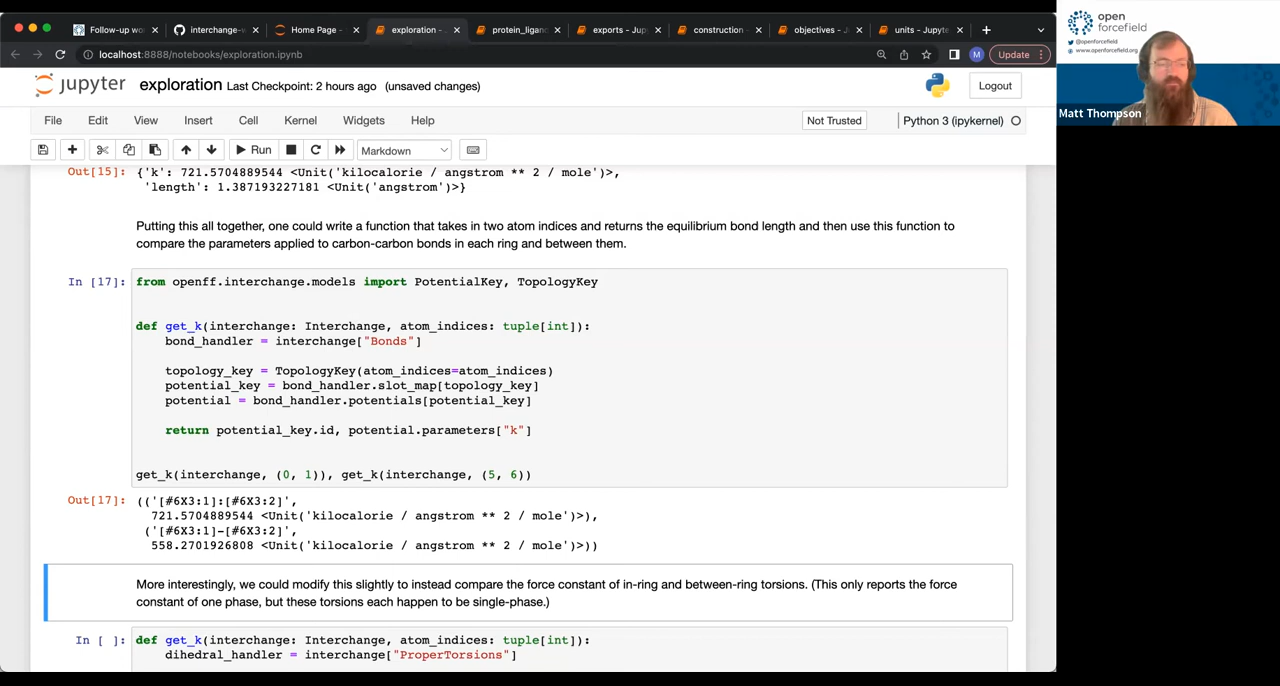 Follow-up wo
interchange-w
Home Page -
exploration -
protein_ligan
exports - Jup
construction -
objectives - J
units - Jupyte
localhost:8888/notebooks/exploration.ipynb
M
Update
jupyter exploration Last Checkpoint: 2 hours ago (unsaved changes)
Logout
File Edit View Insert Cell Kernel Widgets Help
Not Trusted
Python 3 (ipykernel)
Run
Markdown
Out[15]: {'k': 721.5704889544 <Unit('kilocalorie / angstrom ** 2 / mole')>,
'length': 1.387193227181 <Unit('angstrom')>}
Putting this all together, one could write a function that takes in two atom indices and returns the equilibrium bond length and then use this function to
compare the parameters applied to carbon-carbon bonds in each ring and between them.
In [17]: from openff.interchange.models import PotentialKey, TopologyKey
def get_k(interchange: Interchange, atom_indices: tuple[int]):
bond_handler = interchange["Bonds"]
topology_key = TopologyKey(atom_indices=atom_indices)
potential_key = bond_handler.slot_map[topology_key]
potential = bond_handler.potentials[potential_key]
return potential_key.id, potential.parameters["k"]
get_k(interchange, (0, 1)), get_k(interchange, (5, 6))
Out[17]: (('[#6X3:1]:[#6X3:2]',
721.5704889544 <Unit('kilocalorie / angstrom ** 2 / mole')>),
('[#6X3:1]-[#6X3:2]',
558.2701926808 <Unit('kilocalorie / angstrom ** 2 / mole')>))
More interestingly, we could modify this slightly to instead compare the force constant of in-ring and between-ring torsions. (This only reports the force
constant of one phase, but these torsions each happen to be single-phase.)
In [ ]: def get_k(interchange: Interchange, atom_indices: tuple[int]):
dihedral_handler = interchange["ProperTorsions"]
open
forcefield
@openforcefield
www.openforcefield.org
Matt Thompson